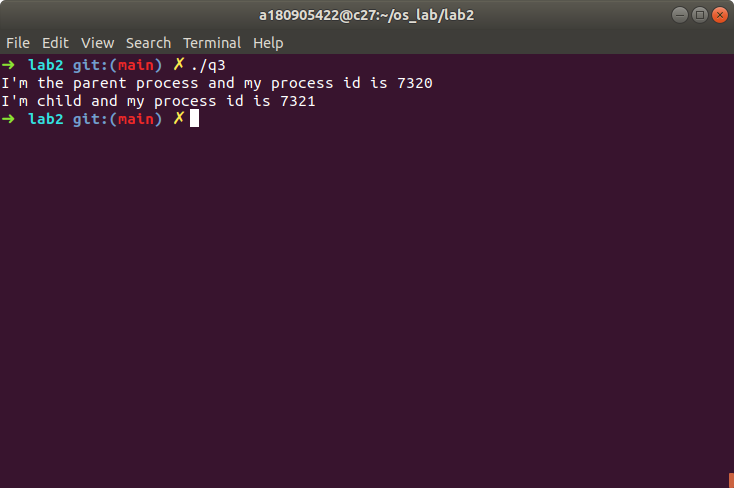 a180905422@c27:~/os_lab/lab2
File Edit View Search Terminal Help
➜ lab2 git:(main) ✗ ./q3
I'm the parent process and my process id is 7320
I'm child and my process id is 7321
➜ lab2 git:(main) ✗